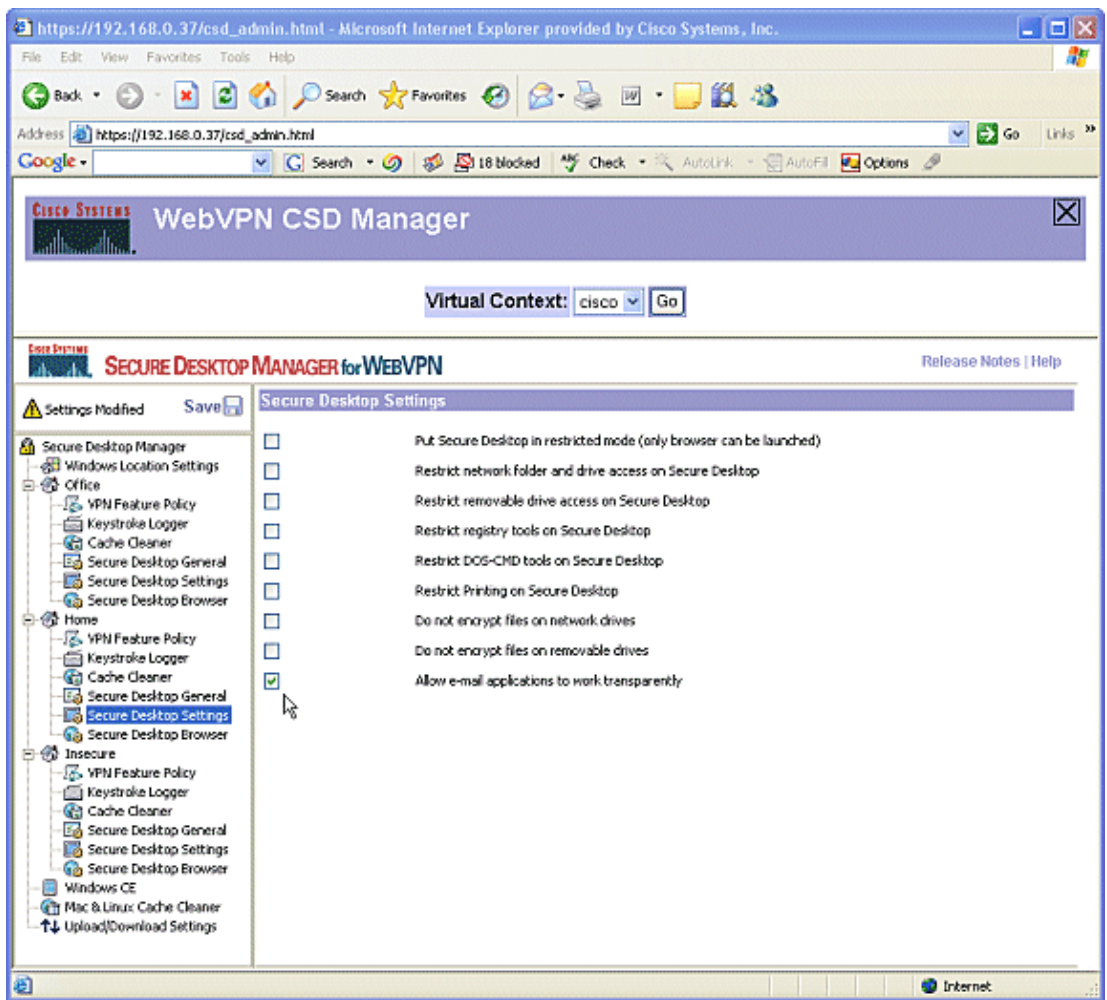 https://192.168.0.37/csd_admin.html - Microsoft Internet Explorer provided by Cisco Systems, Inc.
File Edit View Favorites Tools Help
Back Search Favorites
Address https://192.168.0.37/csd_admin.html Go Links »
Google Search 18 blocked Check AutoLink AutoFill Options
CISCO SYSTEMS
WebVPN CSD Manager
Virtual Context: cisco Go
CISCO SYSTEMS
SECURE DESKTOP MANAGER for WEBVPN
Release Notes | Help
Settings Modified Save
Secure Desktop Manager
Windows Location Settings
Office
VPN Feature Policy
Keystroke Logger
Cache Cleaner
Secure Desktop General
Secure Desktop Settings
Secure Desktop Browser
Home
VPN Feature Policy
Keystroke Logger
Cache Cleaner
Secure Desktop General
Secure Desktop Settings
Secure Desktop Browser
Insecure
VPN Feature Policy
Keystroke Logger
Cache Cleaner
Secure Desktop General
Secure Desktop Settings
Secure Desktop Browser
Windows CE
Mac & Linux Cache Cleaner
Upload/Download Settings
Secure Desktop Settings
Put Secure Desktop in restricted mode (only browser can be launched)
Restrict network folder and drive access on Secure Desktop
Restrict removable drive access on Secure Desktop
Restrict registry tools on Secure Desktop
Restrict DOS-CMD tools on Secure Desktop
Restrict Printing on Secure Desktop
Do not encrypt files on network drives
Do not encrypt files on removable drives
Allow e-mail applications to work transparently
Internet